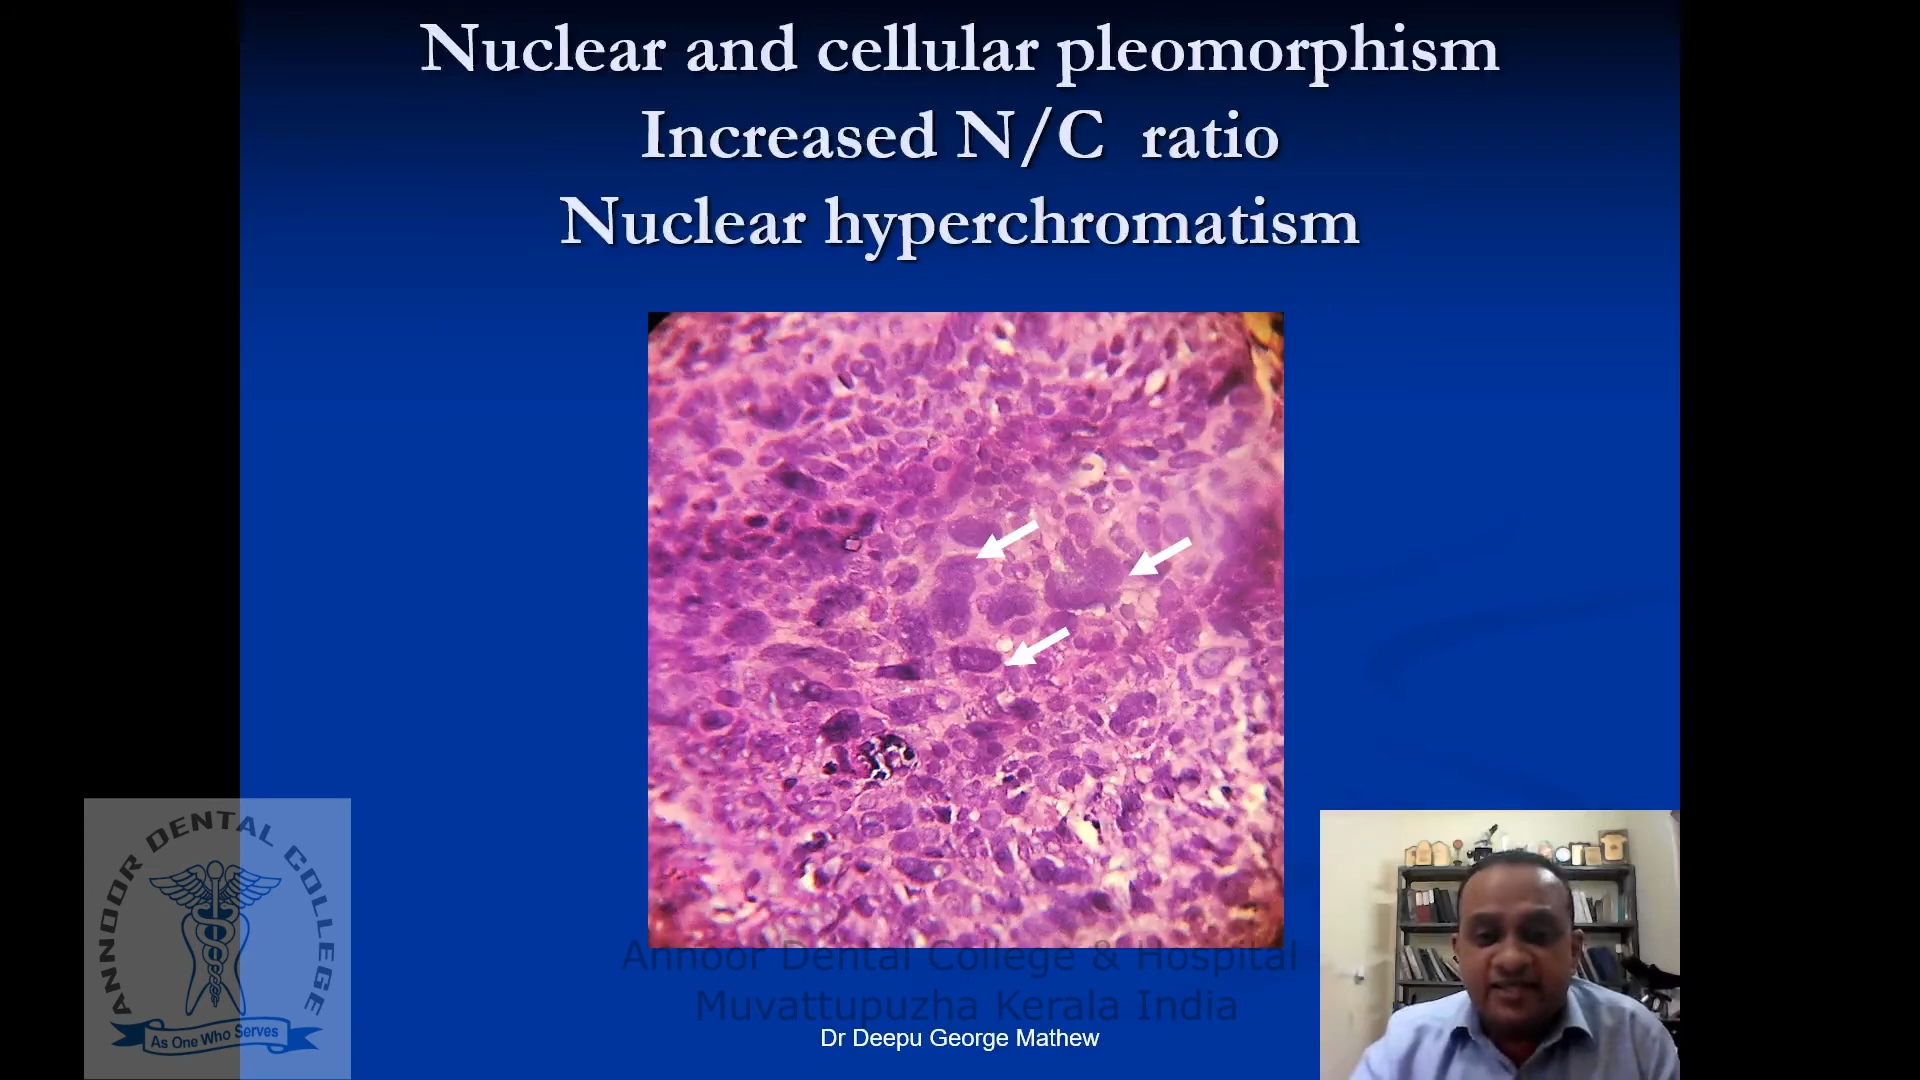 Nuclear and cellular pleomorphism
Increased N/C ratio
Nuclear hyperchromatism
ANNOOR DENTAL COLLEGE
As One Who Serves
Annoor Dental College & Hospital
Muvattupuzha Kerala India
Dr Deepu George Mathew